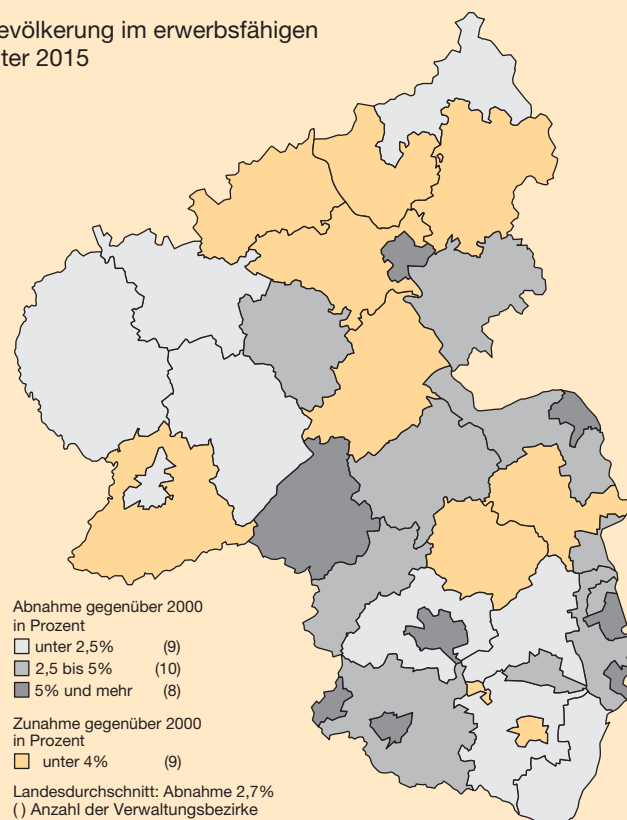 evölkerung im erwerbsfähigen
ter 2015
Abnahme gegenüber 2000
in Prozent
unter 2,5% (9)
2,5 bis 5% (10)
5% und mehr (8)
Zunahme gegenüber 2000
in Prozent
unter 4% (9)
Landesdurchschnitt: Abnahme 2,7%
( ) Anzahl der Verwaltungsbezirke